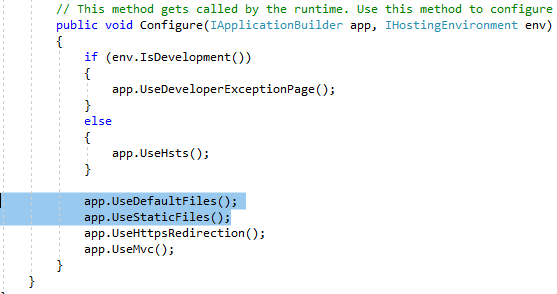 // This method gets called by the runtime. Use this method to configure
public void Configure(IApplicationBuilder app, IHostingEnvironment env)
{
if (env.IsDevelopment())
{
app.UseDeveloperExceptionPage();
}
else
{
app.UseHsts();
}
app.UseDefaultFiles();
app.UseStaticFiles();
app.UseHttpsRedirection();
app.UseMvc();
}
}